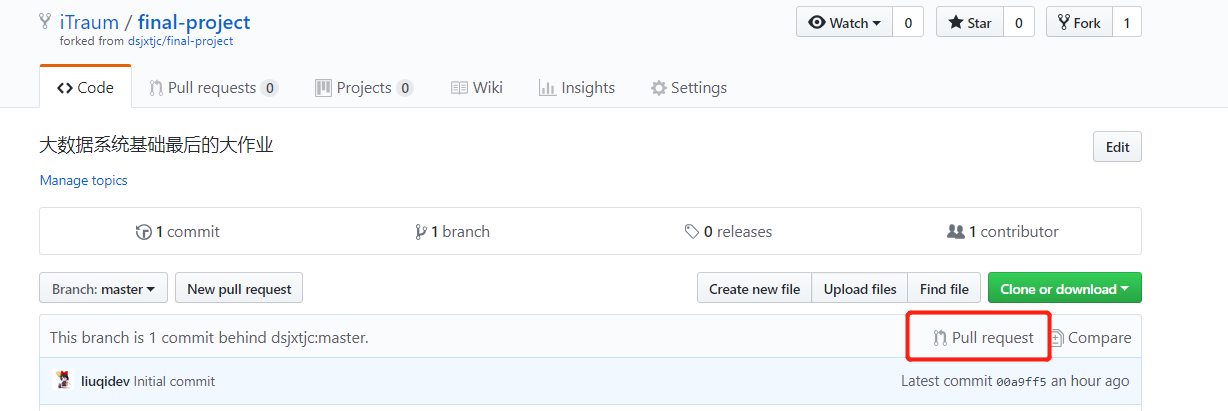 iTraum / final-project
forked from dsjxtjc/final-project
Watch 0 Star 0 Fork 1
Code Pull requests 0 Projects 0 Wiki Insights Settings
大数据系统基础最后的大作业
Edit
Manage topics
1 commit 1 branch 0 releases 1 contributor
Branch: master New pull request Create new file Upload files Find file Clone or download
This branch is 1 commit behind dsjxtjc:master. Pull request Compare
liuqidev Initial commit Latest commit 00a9ff5 an hour ago